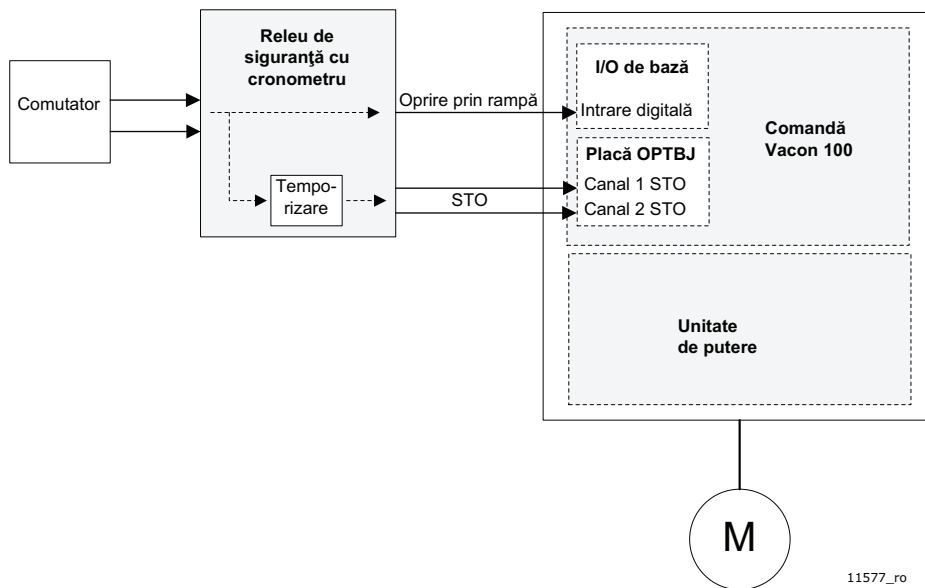 Comutator
Releu de
siguranţă cu
cronometru
Tempo-
rizare
Oprire prin rampă
STO
I/O de bază
Intrare digitală
Placă OPTBJ
Canal 1 STO
Canal 2 STO
Comandă
Vacon 100
Unitate
de putere
M
11577_ro